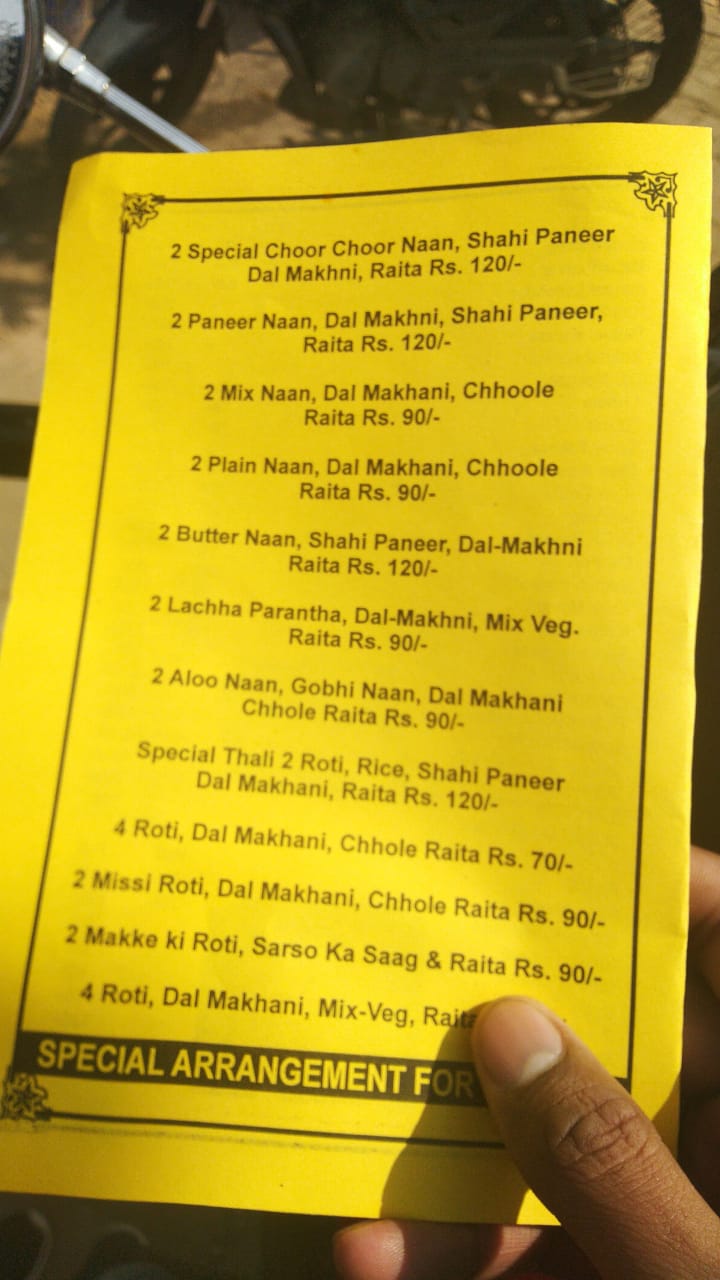 2 Special Choor Choor Naan, Shahi Paneer
Dal Makhni, Raita Rs. 120/-
2 Paneer Naan, Dal Makhni, Shahi Paneer,
Raita Rs. 120/-
2 Mix Naan, Dal Makhani, Chhoole
Raita Rs. 90/-
2 Plain Naan, Dal Makhani, Chhoole
Raita Rs. 90/-
2 Butter Naan, Shahi Paneer, Dal-Makhni
Raita Rs. 120/-
2 Lachha Parantha, Dal-Makhni, Mix Veg.
Raita Rs. 90/-
2 Aloo Naan, Gobhi Naan, Dal Makhani
Chhole Raita Rs. 90/-
Special Thali 2 Roti, Rice, Shahi Paneer
Dal Makhani, Raita Rs. 120/-
4 Roti, Dal Makhani, Chhole Raita Rs. 70/-
2 Missi Roti, Dal Makhani, Chhole Raita Rs. 90/-
2 Makke ki Roti, Sarso Ka Saag & Raita Rs. 90/-
4 Roti, Dal Makhani, Mix-Veg, Raita
SPECIAL ARRANGEMENT FOR